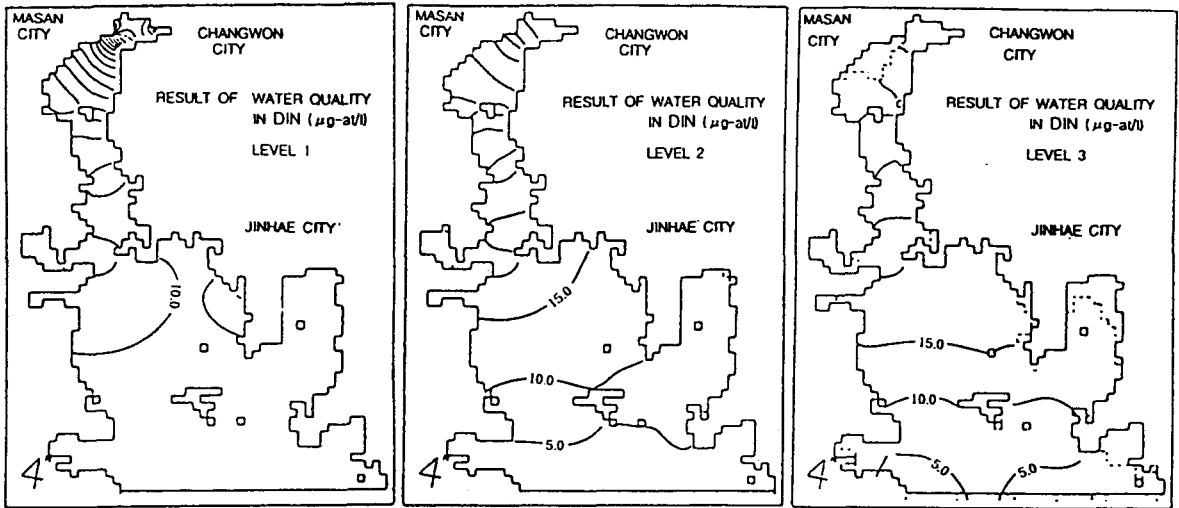 MASAN
CITY
CHANGWON
CITY
RESULT OF WATER QUALITY
IN DIN (μg-at/l)
LEVEL 1
JINHAE CITY
10.0
4
MASAN
CITY
CHANGWON
CITY
RESULT OF WATER QUALITY
IN DIN (μg-at/l)
LEVEL 2
JINHAE CITY
15.0
10.0
5.0
4
MASAN
CITY
CHANGWON
CITY
RESULT OF WATER QUALITY
IN DIN (μg-at/l)
LEVEL 3
JINHAE CITY
15.0
10.0
5.0
5.0
4